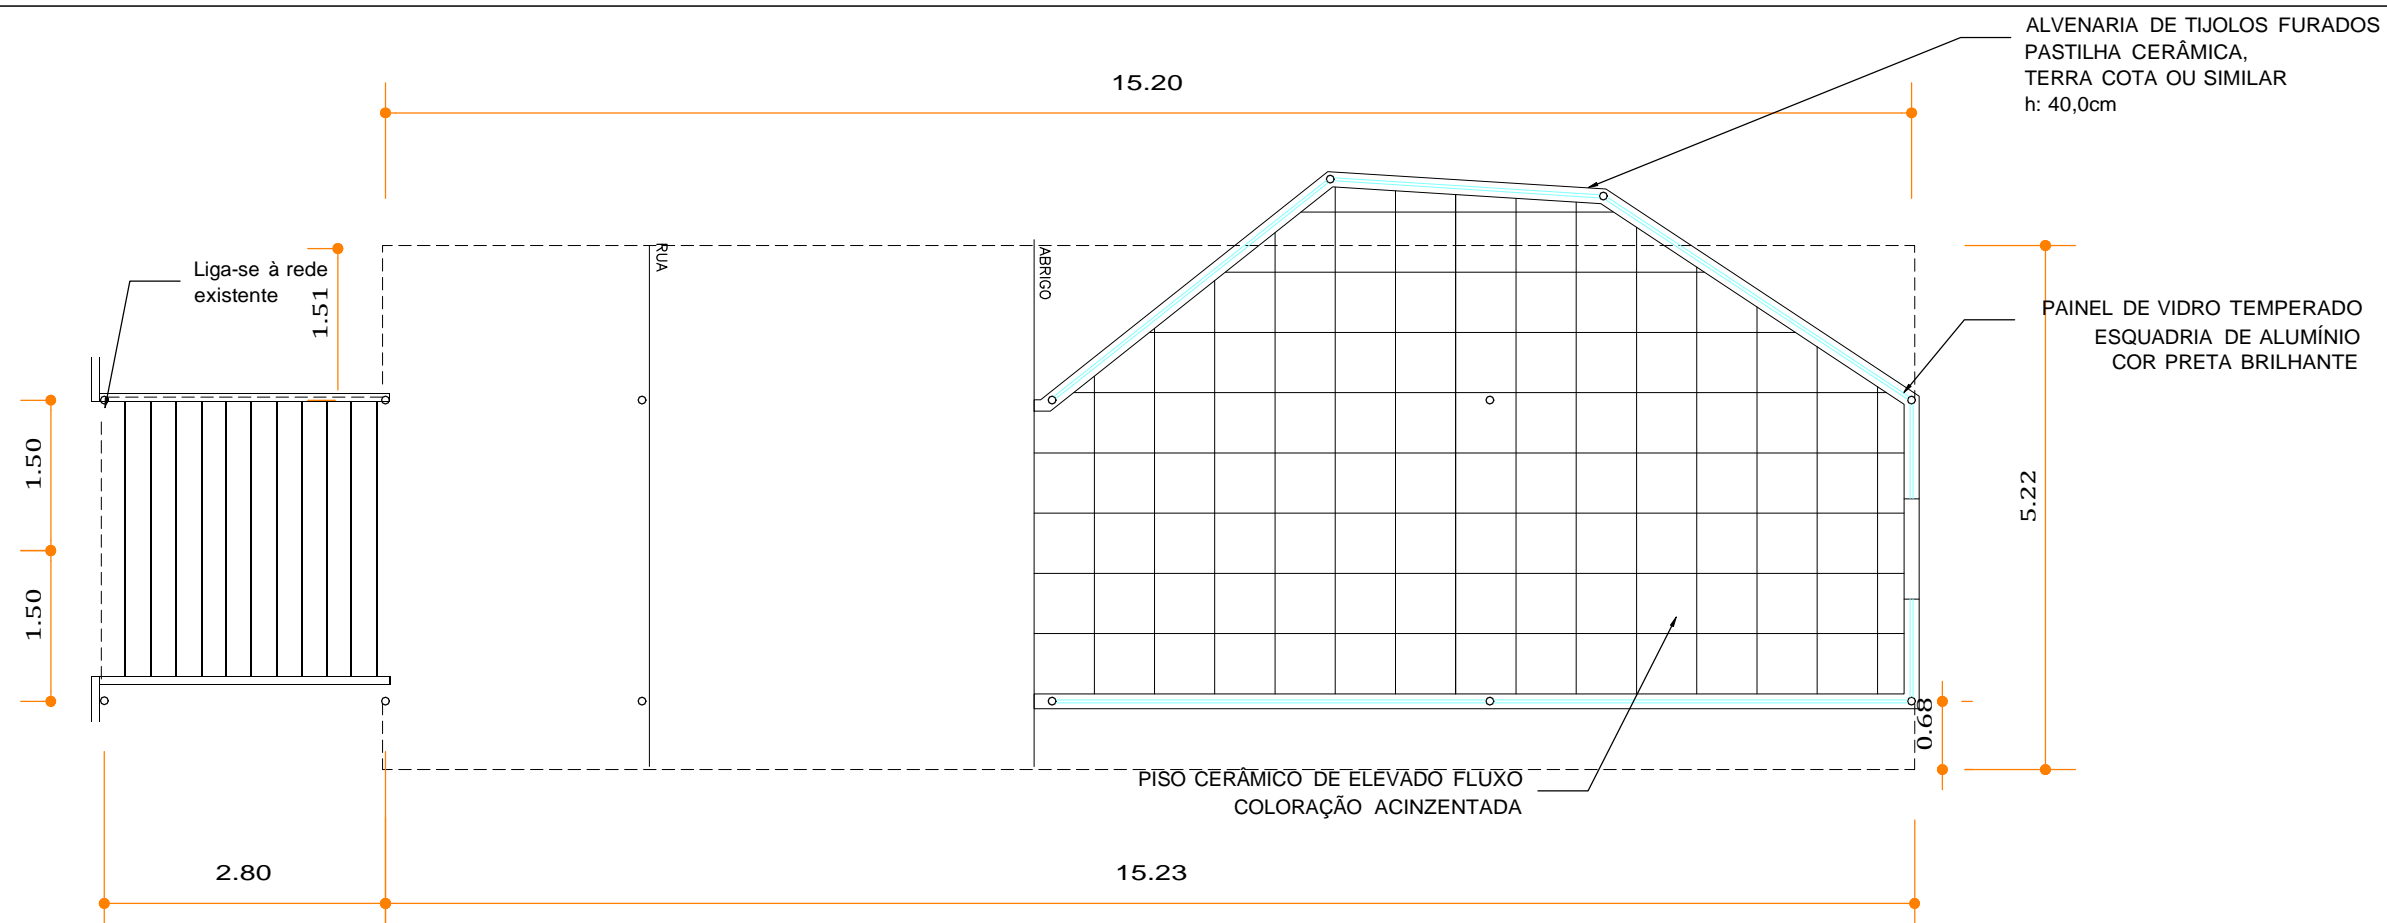 ALVENARIA DE TIJOLOS FURADOS
PASTILHA CERÂMICA,
TERRA COTA OU SIMILAR
h: 40,0cm
15.20
RUA
ABRIGO
Liga-se à rede
existente
1.51
PAINEL DE VIDRO TEMPERADO
ESQUADRIA DE ALUMÍNIO
COR PRETA BRILHANTE
1.50
5.22
1.50
0.68
PISO CERÂMICO DE ELEVADO FLUXO
COLORAÇÃO ACINZENTADA
2.80
15.23